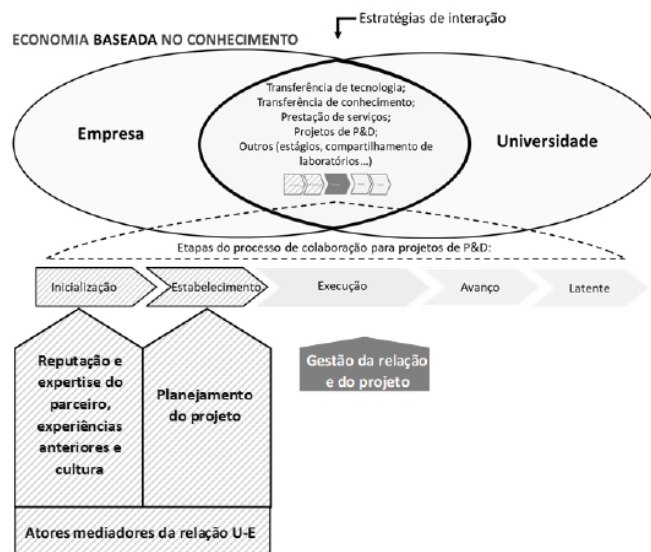 Estratégias de interação
ECONOMIA BASEADA NO CONHECIMENTO
Transferência de tecnologia;
Transferência de conhecimento;
Prestação de serviços;
Projetos de P&D;
Outros (estágios, compartilhamento de
laboratórios...)
Empresa
Universidade
Etapas do processo de colaboração para projetos de P&D:
Inicialização
Estabelecimento
Execução
Avanço
Latente
Reputação e
expertise do
parceiro,
experiências
anteriores e
cultura
Planejamento
do projeto
Gestão da relação
e do projeto
Atores mediadores da relação U-E